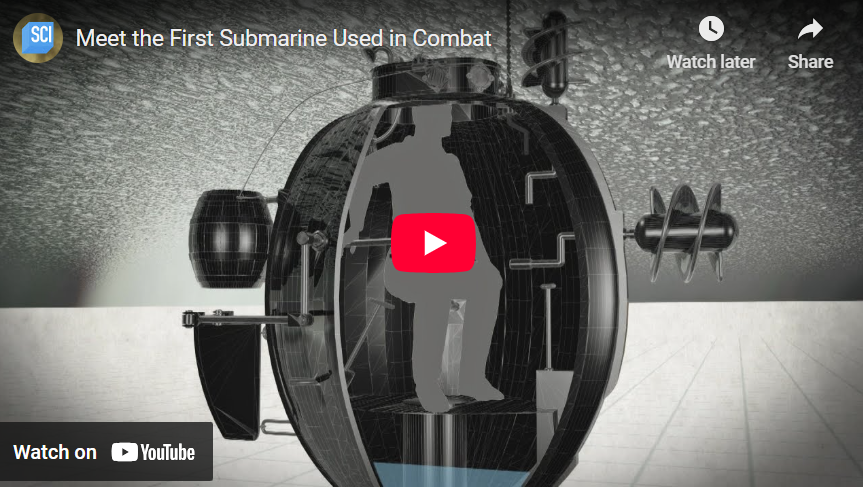 SCI
Meet the First Submarine Used in Combat
Watch later
Share
Watch on YouTube